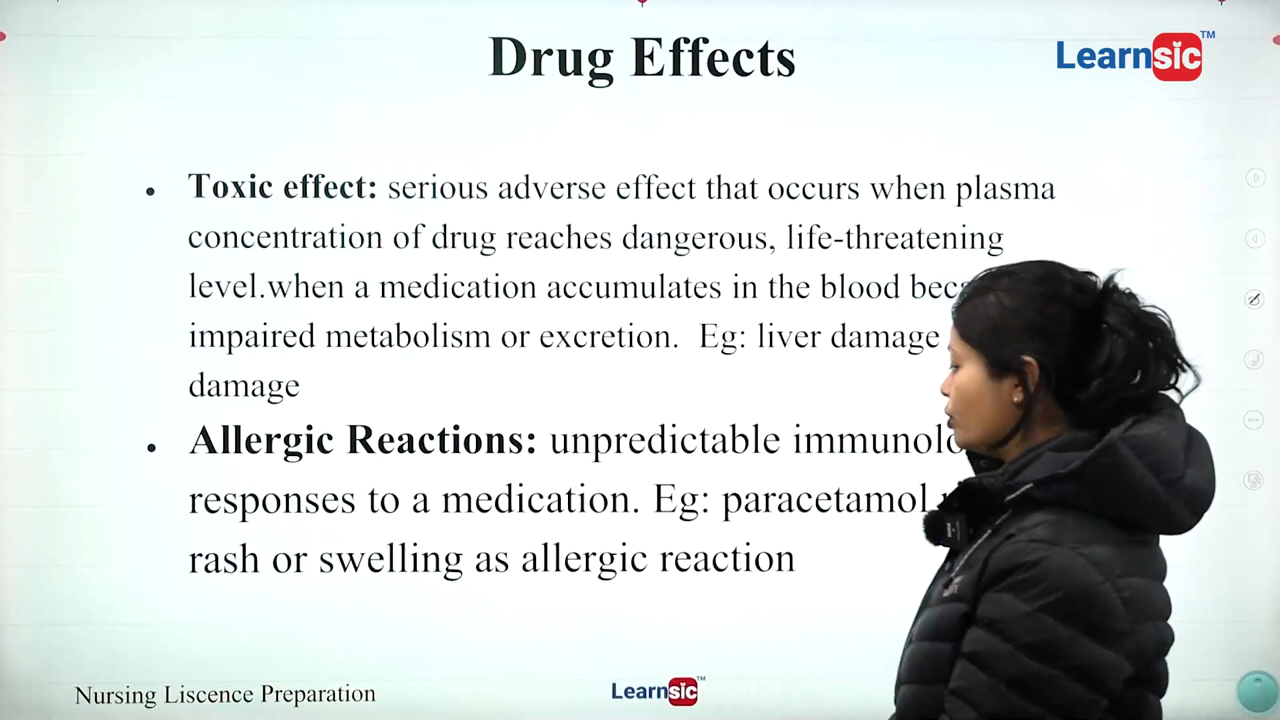 Drug Effects
Learnsic™
• Toxic effect: serious adverse effect that occurs when plasma
concentration of drug reaches dangerous, life-threatening
level.when a medication accumulates in the blood
impaired metabolism or excretion. Eg: liver damage
damage
• Allergic Reactions: unpredictable
responses to a medication. Eg: paracetamol
rash or swelling as allergic reaction
Nursing Liscence Preparation
Learnsic™